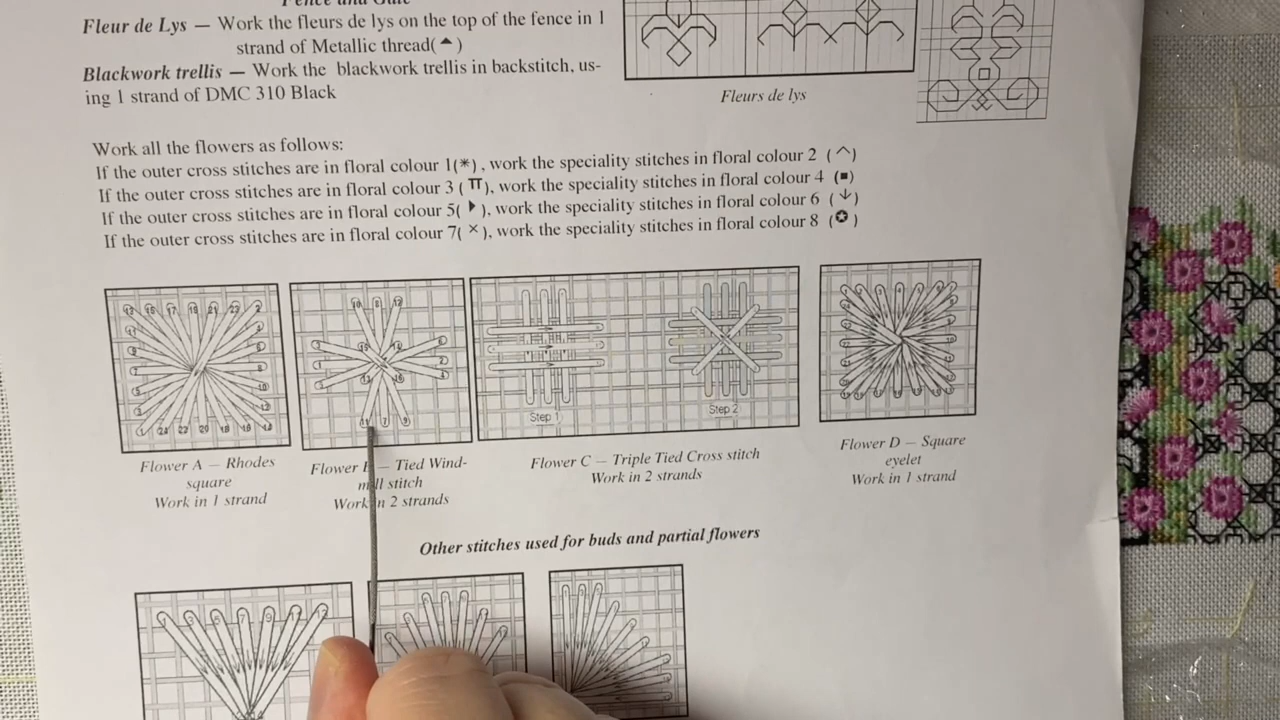 Fence and Gate
Fleur de Lys — Work the fleurs de lys on the top of the fence in 1
strand of Metallic thread( )
Blackwork trellis — Work the blackwork trellis in backstitch, us-
ing 1 strand of DMC 310 Black
Fleurs de lys
Work all the flowers as follows:
If the outer cross stitches are in floral colour 1(*) , work the speciality stitches in floral colour 2 (^)
If the outer cross stitches are in floral colour 3 (π), work the speciality stitches in floral colour 4 (▪)
If the outer cross stitches are in floral colour 5( ▶ ), work the speciality stitches in floral colour 6 (↓)
If the outer cross stitches are in floral colour 7( × ), work the speciality stitches in floral colour 8 (✪)
Step 1
Step 2
Flower A — Rhodes
square
Work in 1 strand
Flower — Tied Wind-
mill stitch
Work in 2 strands
Flower C — Triple Tied Cross stitch
Work in 2 strands
Flower D — Square
eyelet
Work in 1 strand
Other stitches used for buds and partial flowers